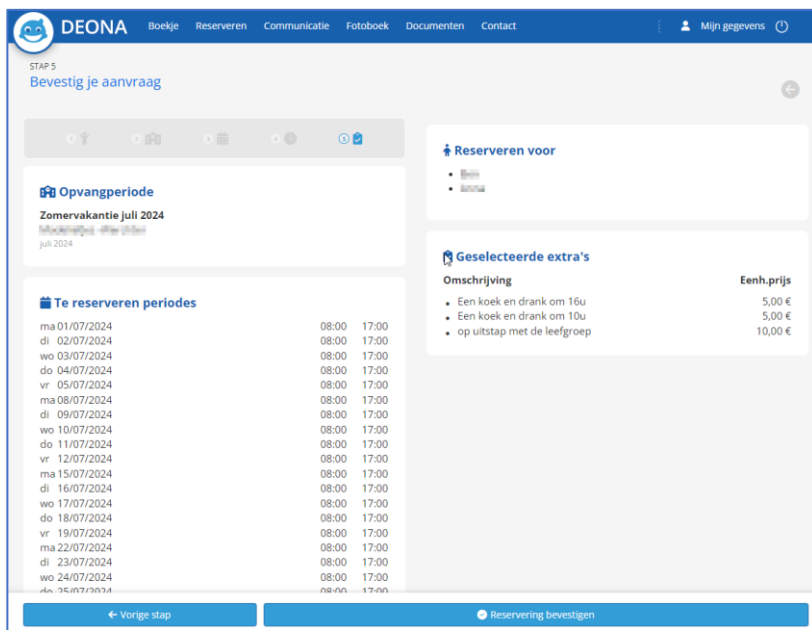 DEONA Boekje Reserveren Communicatie Fotoboek Documenten Contact Mijn gegevens
STAP 5
Bevestig je aanvraag
5
Opvangperiode
Zomervakantie juli 2024
juli 2024
Te reserveren periodes
ma 01/07/2024 08:00 17:00
di 02/07/2024 08:00 17:00
wo 03/07/2024 08:00 17:00
do 04/07/2024 08:00 17:00
vr 05/07/2024 08:00 17:00
ma 08/07/2024 08:00 17:00
di 09/07/2024 08:00 17:00
wo 10/07/2024 08:00 17:00
do 11/07/2024 08:00 17:00
vr 12/07/2024 08:00 17:00
ma 15/07/2024 08:00 17:00
di 16/07/2024 08:00 17:00
wo 17/07/2024 08:00 17:00
do 18/07/2024 08:00 17:00
vr 19/07/2024 08:00 17:00
ma 22/07/2024 08:00 17:00
di 23/07/2024 08:00 17:00
wo 24/07/2024 08:00 17:00
do 25/07/2024 08:00 17:00
Reserveren voor
Geselecteerde extra's
Omschrijving Eenh.prijs
Een koek en drank om 16u 5,00 €
Een koek en drank om 10u 5,00 €
op uitstap met de leefgroep 10,00 €
Vorige stap Reservering bevestigen